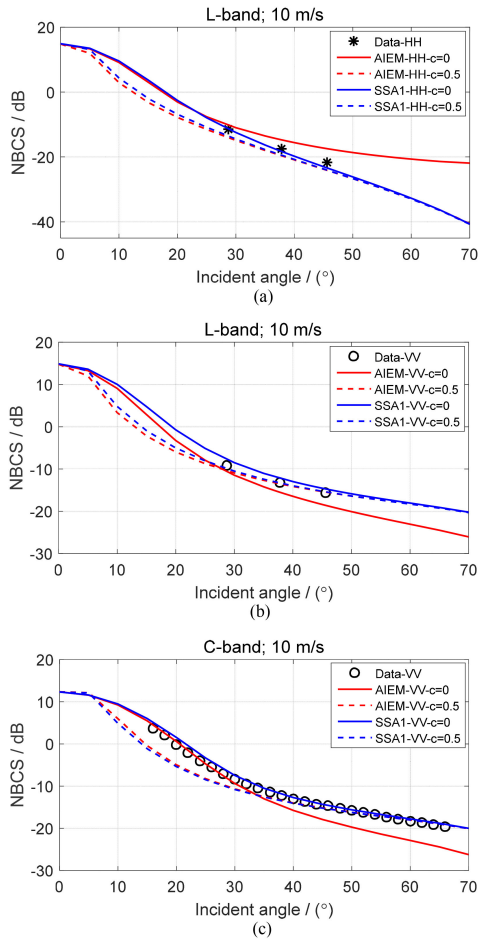 L-band; 10 m/s
20
0
-20
-40
NBCS / dB
Data-HH
AIEM-HH-c=0
AIEM-HH-c=0.5
SSA1-HH-c=0
SSA1-HH-c=0.5
0 10 20 30 40 50 60 70
Incident angle / (°)
(a)
L-band; 10 m/s
20
10
0
-10
-20
-30
NBCS / dB
Data-VV
AIEM-VV-c=0
AIEM-VV-c=0.5
SSA1-VV-c=0
SSA1-VV-c=0.5
0 10 20 30 40 50 60 70
Incident angle / (°)
(b)
C-band; 10 m/s
20
10
0
-10
-20
-30
NBCS / dB
Data-VV
AIEM-VV-c=0
AIEM-VV-c=0.5
SSA1-VV-c=0
SSA1-VV-c=0.5
0 10 20 30 40 50 60 70
Incident angle / (°)
(c)